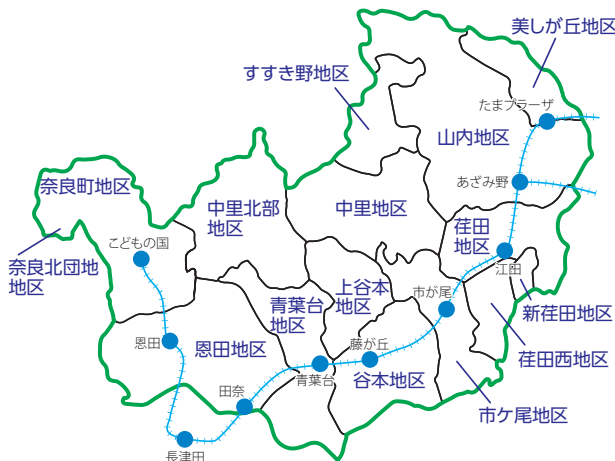 美しが丘地区
すすき野地区
たまプラーザ
山内地区
あざみ野
奈良町地区
中里北部
地区
中里地区
荏田
地区
こどもの国
奈良北団地
地区
江田
上谷本
地区
青葉台
地区
市が尾
新荏田地区
恩田
恩田地区
藤が丘
荏田西地区
青葉台
谷本地区
田奈
市ケ尾地区
長津田